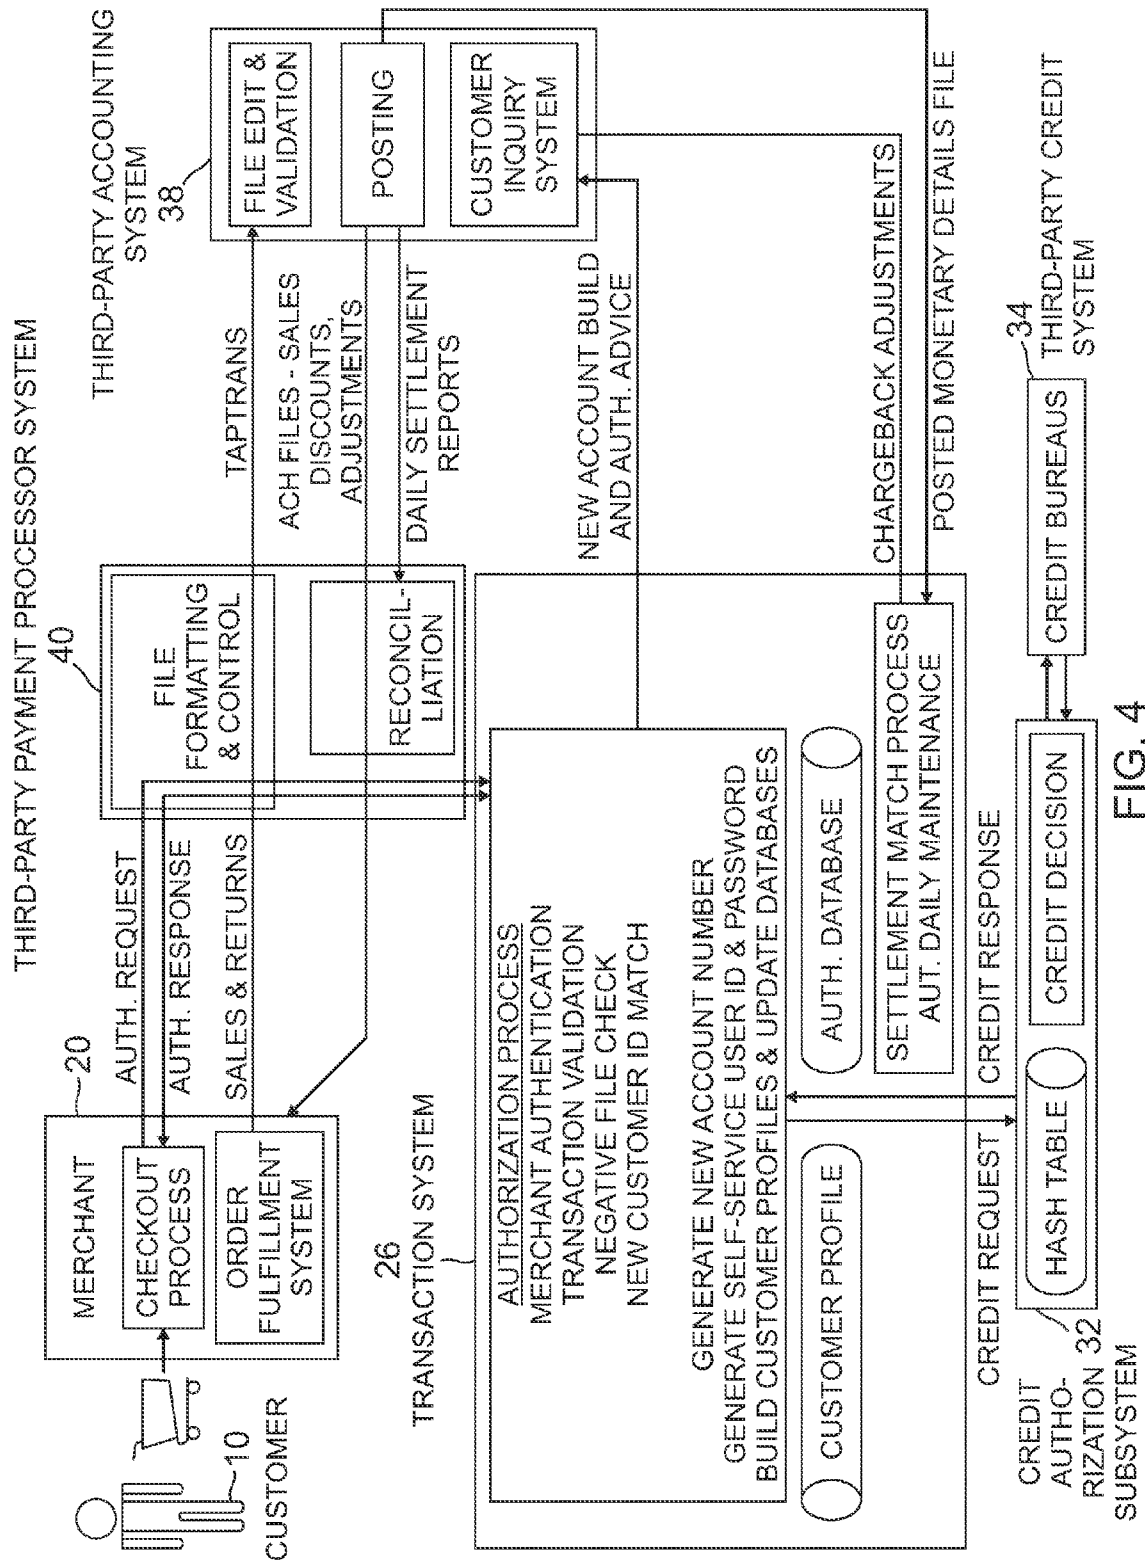 THIRD-PARTY PAYMENT PROCESSOR SYSTEM
40
THIRD-PARTY ACCOUNTING
SYSTEM
38
20
MERCHANT
CHECKOUT
PROCESS
ORDER
FULFILLMENT
SYSTEM
10
CUSTOMER
AUTH. REQUEST
AUTH. RESPONSE
SALES & RETURNS
FILE
FORMATTING
& CONTROL
RECONCIL-
LIATION
TAPTRANS
ACH FILES - SALES
DISCOUNTS,
ADJUSTMENTS
DAILY SETTLEMENT
REPORTS
FILE EDIT &
VALIDATION
POSTING
CUSTOMER
INQUIRY
SYSTEM
26
TRANSACTION SYSTEM
AUTHORIZATION PROCESS
MERCHANT AUTHENTICATION
TRANSACTION VALIDATION
NEGATIVE FILE CHECK
NEW CUSTOMER ID MATCH
GENERATE NEW ACCOUNT NUMBER
GENERATE SELF-SERVICE USER ID & PASSWORD
BUILD CUSTOMER PROFILES & UPDATE DATABASES
NEW ACCOUNT BUILD
AND AUTH. ADVICE
CUSTOMER PROFILE
AUTH. DATABASE
SETTLEMENT MATCH PROCESS
AUT. DAILY MAINTENANCE
CHARGEBACK ADJUSTMENTS
POSTED MONETARY DETAILS FILE
CREDIT REQUEST
CREDIT RESPONSE
CREDIT
AUTHO-
RIZATION 32
SUBSYSTEM
HASH TABLE
CREDIT DECISION
CREDIT BUREAUS
34
THIRD-PARTY CREDIT
SYSTEM
FIG. 4